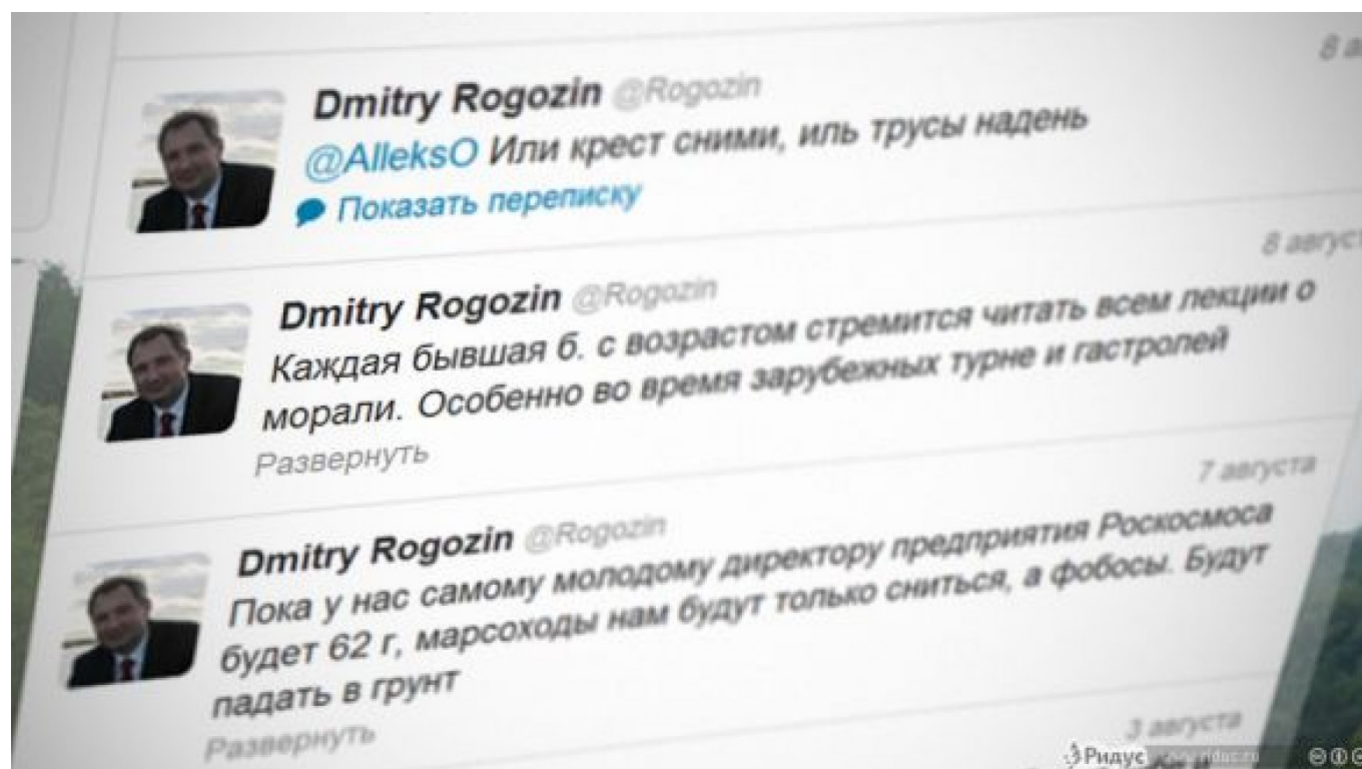 8 а
Dmitry Rogozin @Rogozin
@AlleksO Или крест сними, иль трусы надень
Показать переписку
8 август
Dmitry Rogozin @Rogozin
Каждая бывшая б. с возрастом стремится читать всем лекции о
морали. Особенно во время зарубежных турне и гастролей
Развернуть
7 августа
Dmitry Rogozin @Rogozin
Пока у нас самому молодому директору предприятия Роскосмоса
будет 62 г, марсоходы нам будут только сниться, а фобосы. Будут
падать в грунт
Развернуть
3 августа
Ридус